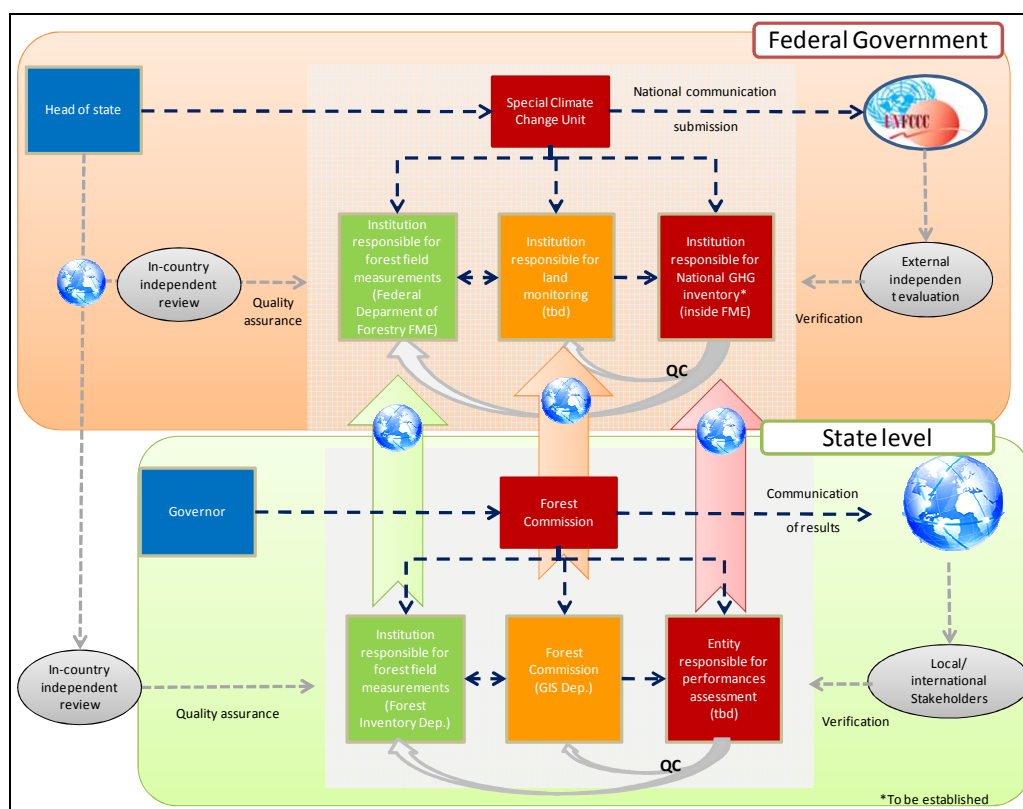 Federal Government
Head of state
Special Climate
Change Unit
National communication
submission
UNFCCC
Institution
responsible for
forest field
measurements
(Federal
Deparment of
Forestry FME)
Institution
responsible for
land
monitoring
(tbd)
Institution
responsible for
National GHG
inventory*
(inside FME)
In-country
independent
review
Quality
assurance
External
independen
t evaluation
Verification
QC
State level
Governor
Forest
Commission
Communication
of results
Institution
responsible for
forest field
measurements
(Forest
Inventory Dep.)
Forest
Commission
(GIS Dep.)
Entity
responsible for
performances
assessment
(tbd)
In-country
independent
review
Quality assurance
Local/
international
Stakeholders
Verification
QC
*To be established